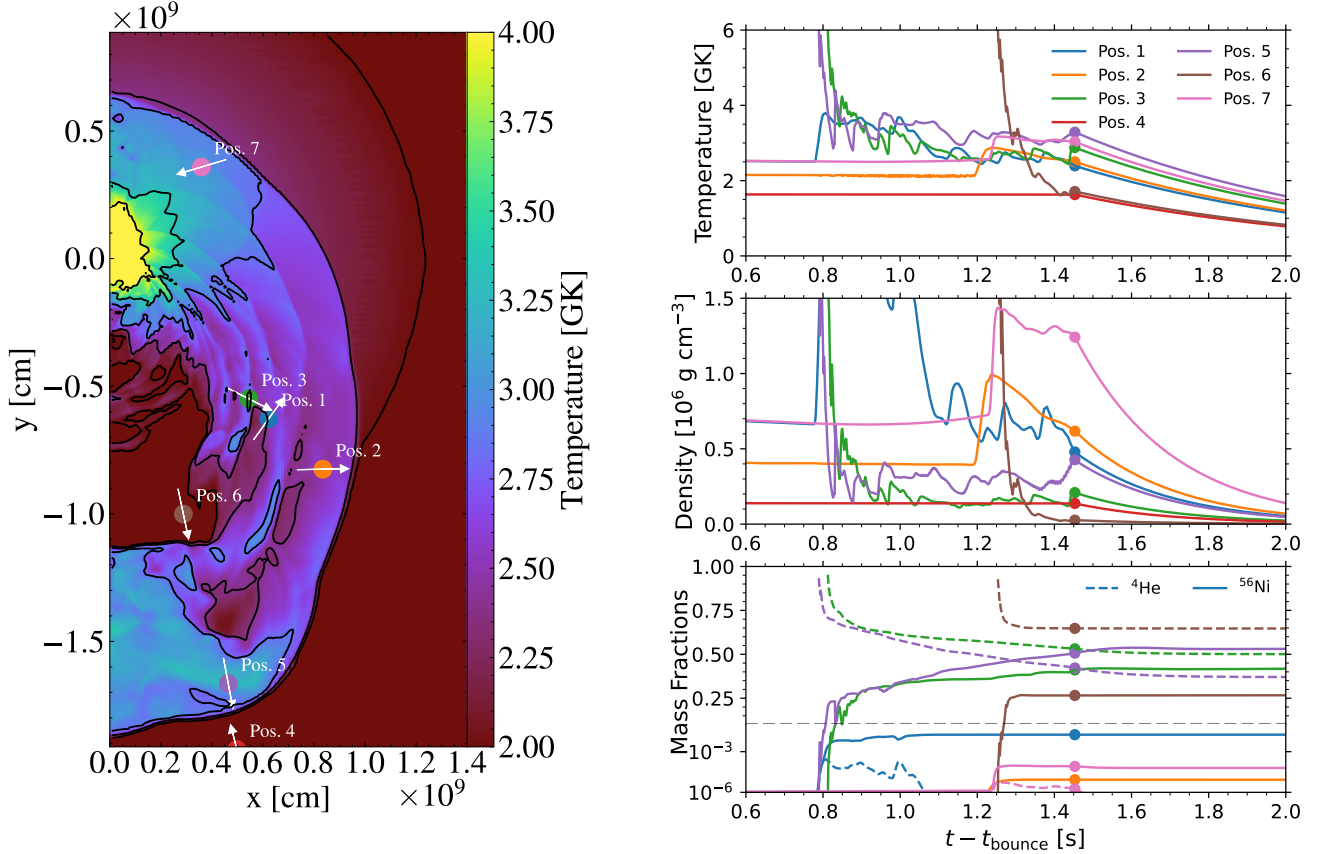 ×10⁹
0.5
0.0
−0.5
−1.0
−1.5
y [cm]
0.0 0.2 0.4 0.6 0.8 1.0 1.2 1.4
x [cm]
×10⁹
Pos. 7
Pos. 3
Pos. 1
Pos. 2
Pos. 6
Pos. 5
Pos. 4
4.00
3.75
3.50
3.25
3.00
2.75
2.50
2.25
2.00
Temperature [GK]
6
4
2
0
Temperature [GK]
Pos. 1
Pos. 2
Pos. 3
Pos. 4
Pos. 5
Pos. 6
Pos. 7
0.6 0.8 1.0 1.2 1.4 1.6 1.8 2.0
1.5
1.0
0.5
0.0
Density [10⁶ g cm⁻³]
0.6 0.8 1.0 1.2 1.4 1.6 1.8 2.0
1.00
0.75
0.50
0.25
10⁻³
10⁻⁶
Mass Fractions
⁴He
⁵⁶Ni
0.6 0.8 1.0 1.2 1.4 1.6 1.8 2.0
t − t_bounce [s]